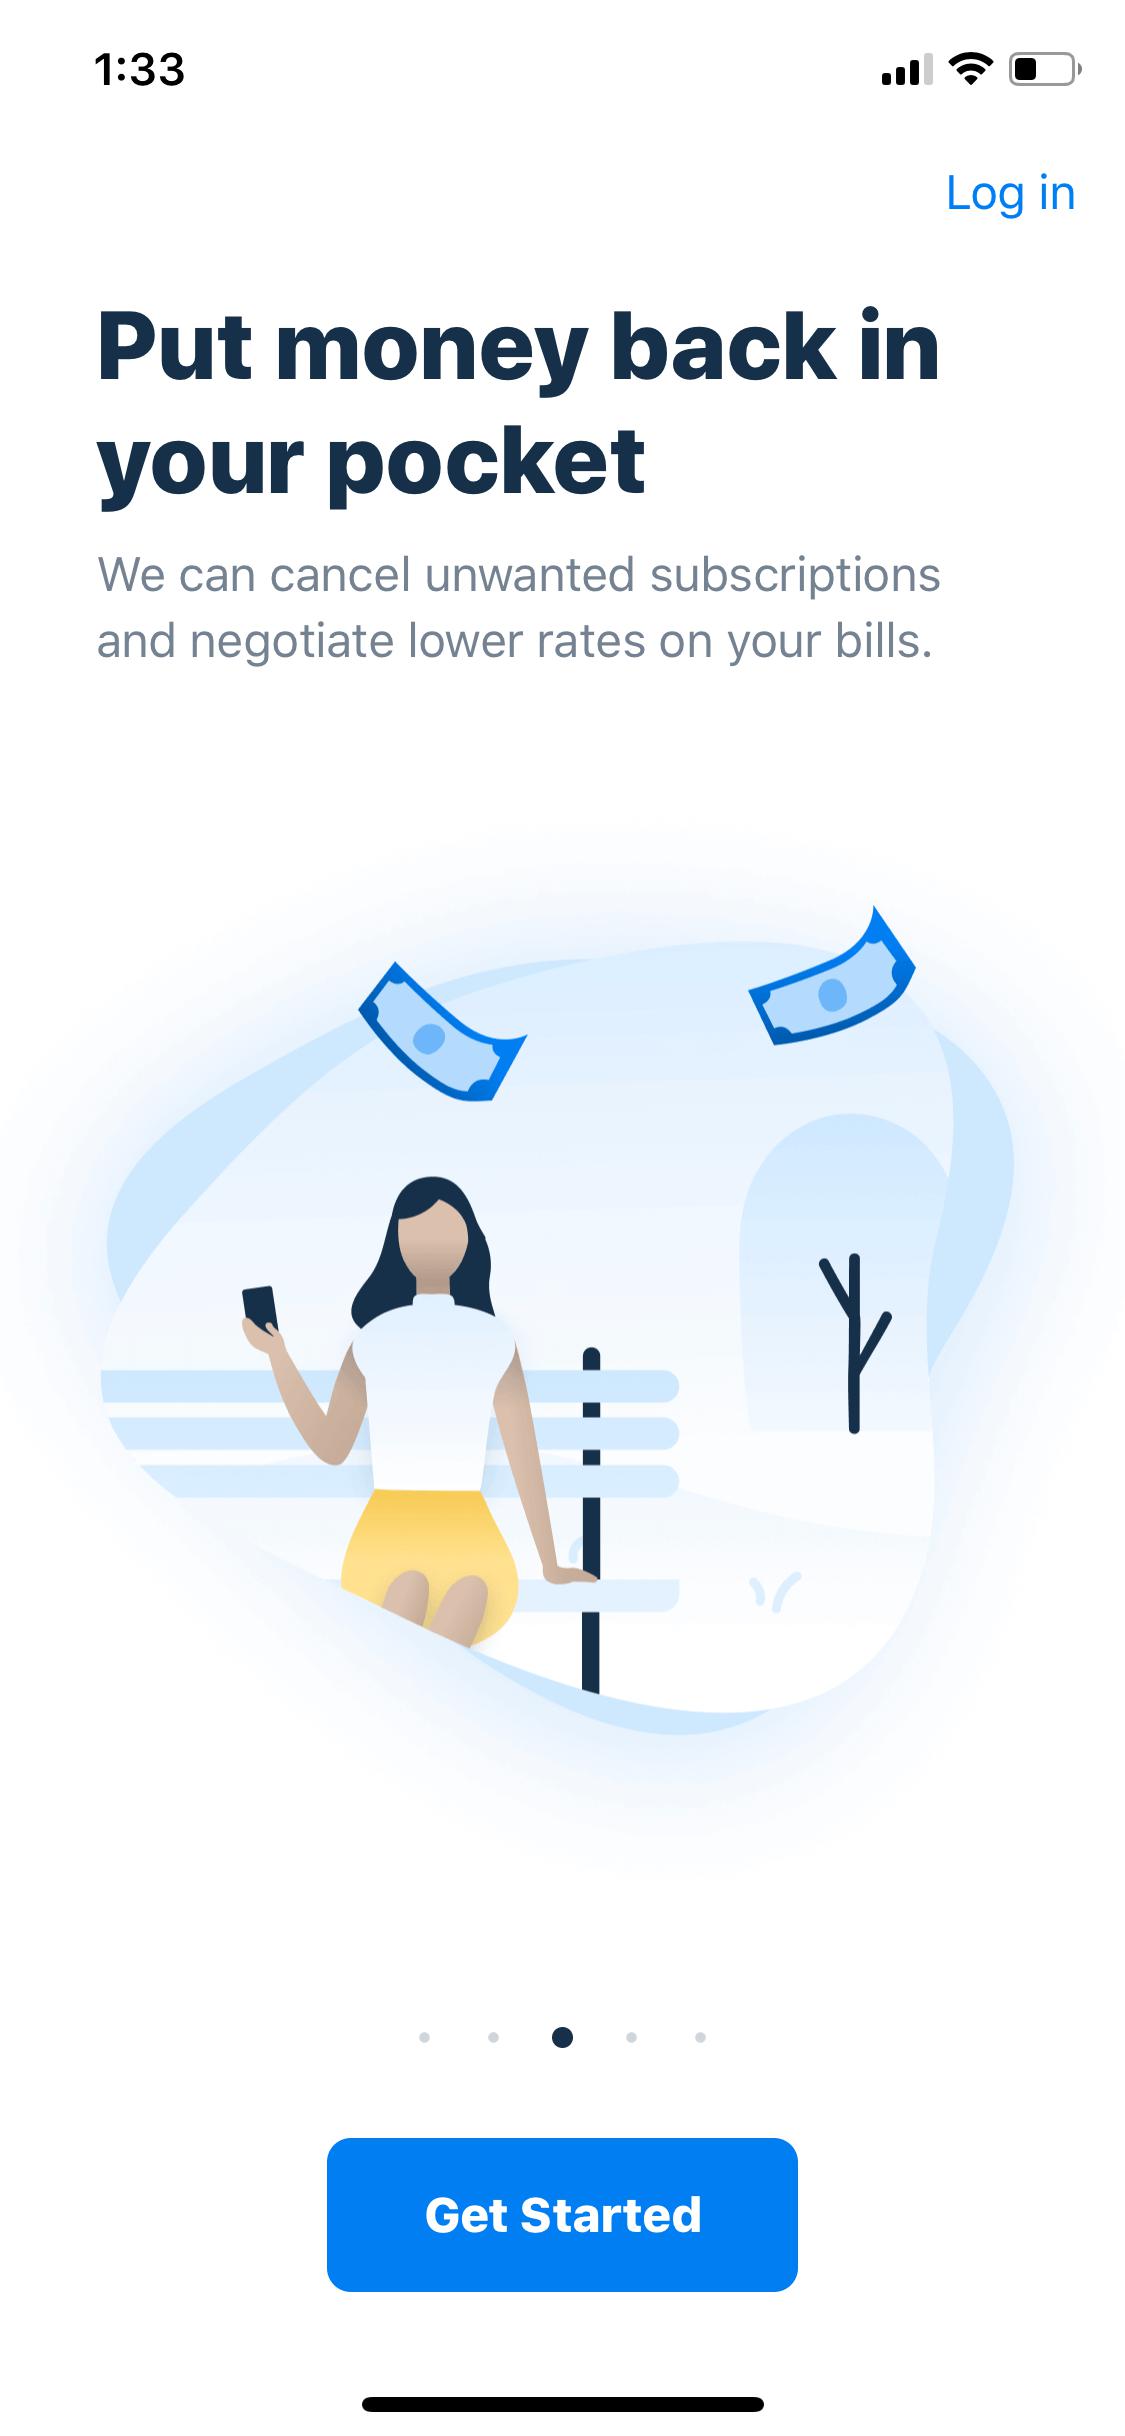 1:33
Log in
Put money back in
your pocket
We can cancel unwanted subscriptions
and negotiate lower rates on your bills.
Get Started